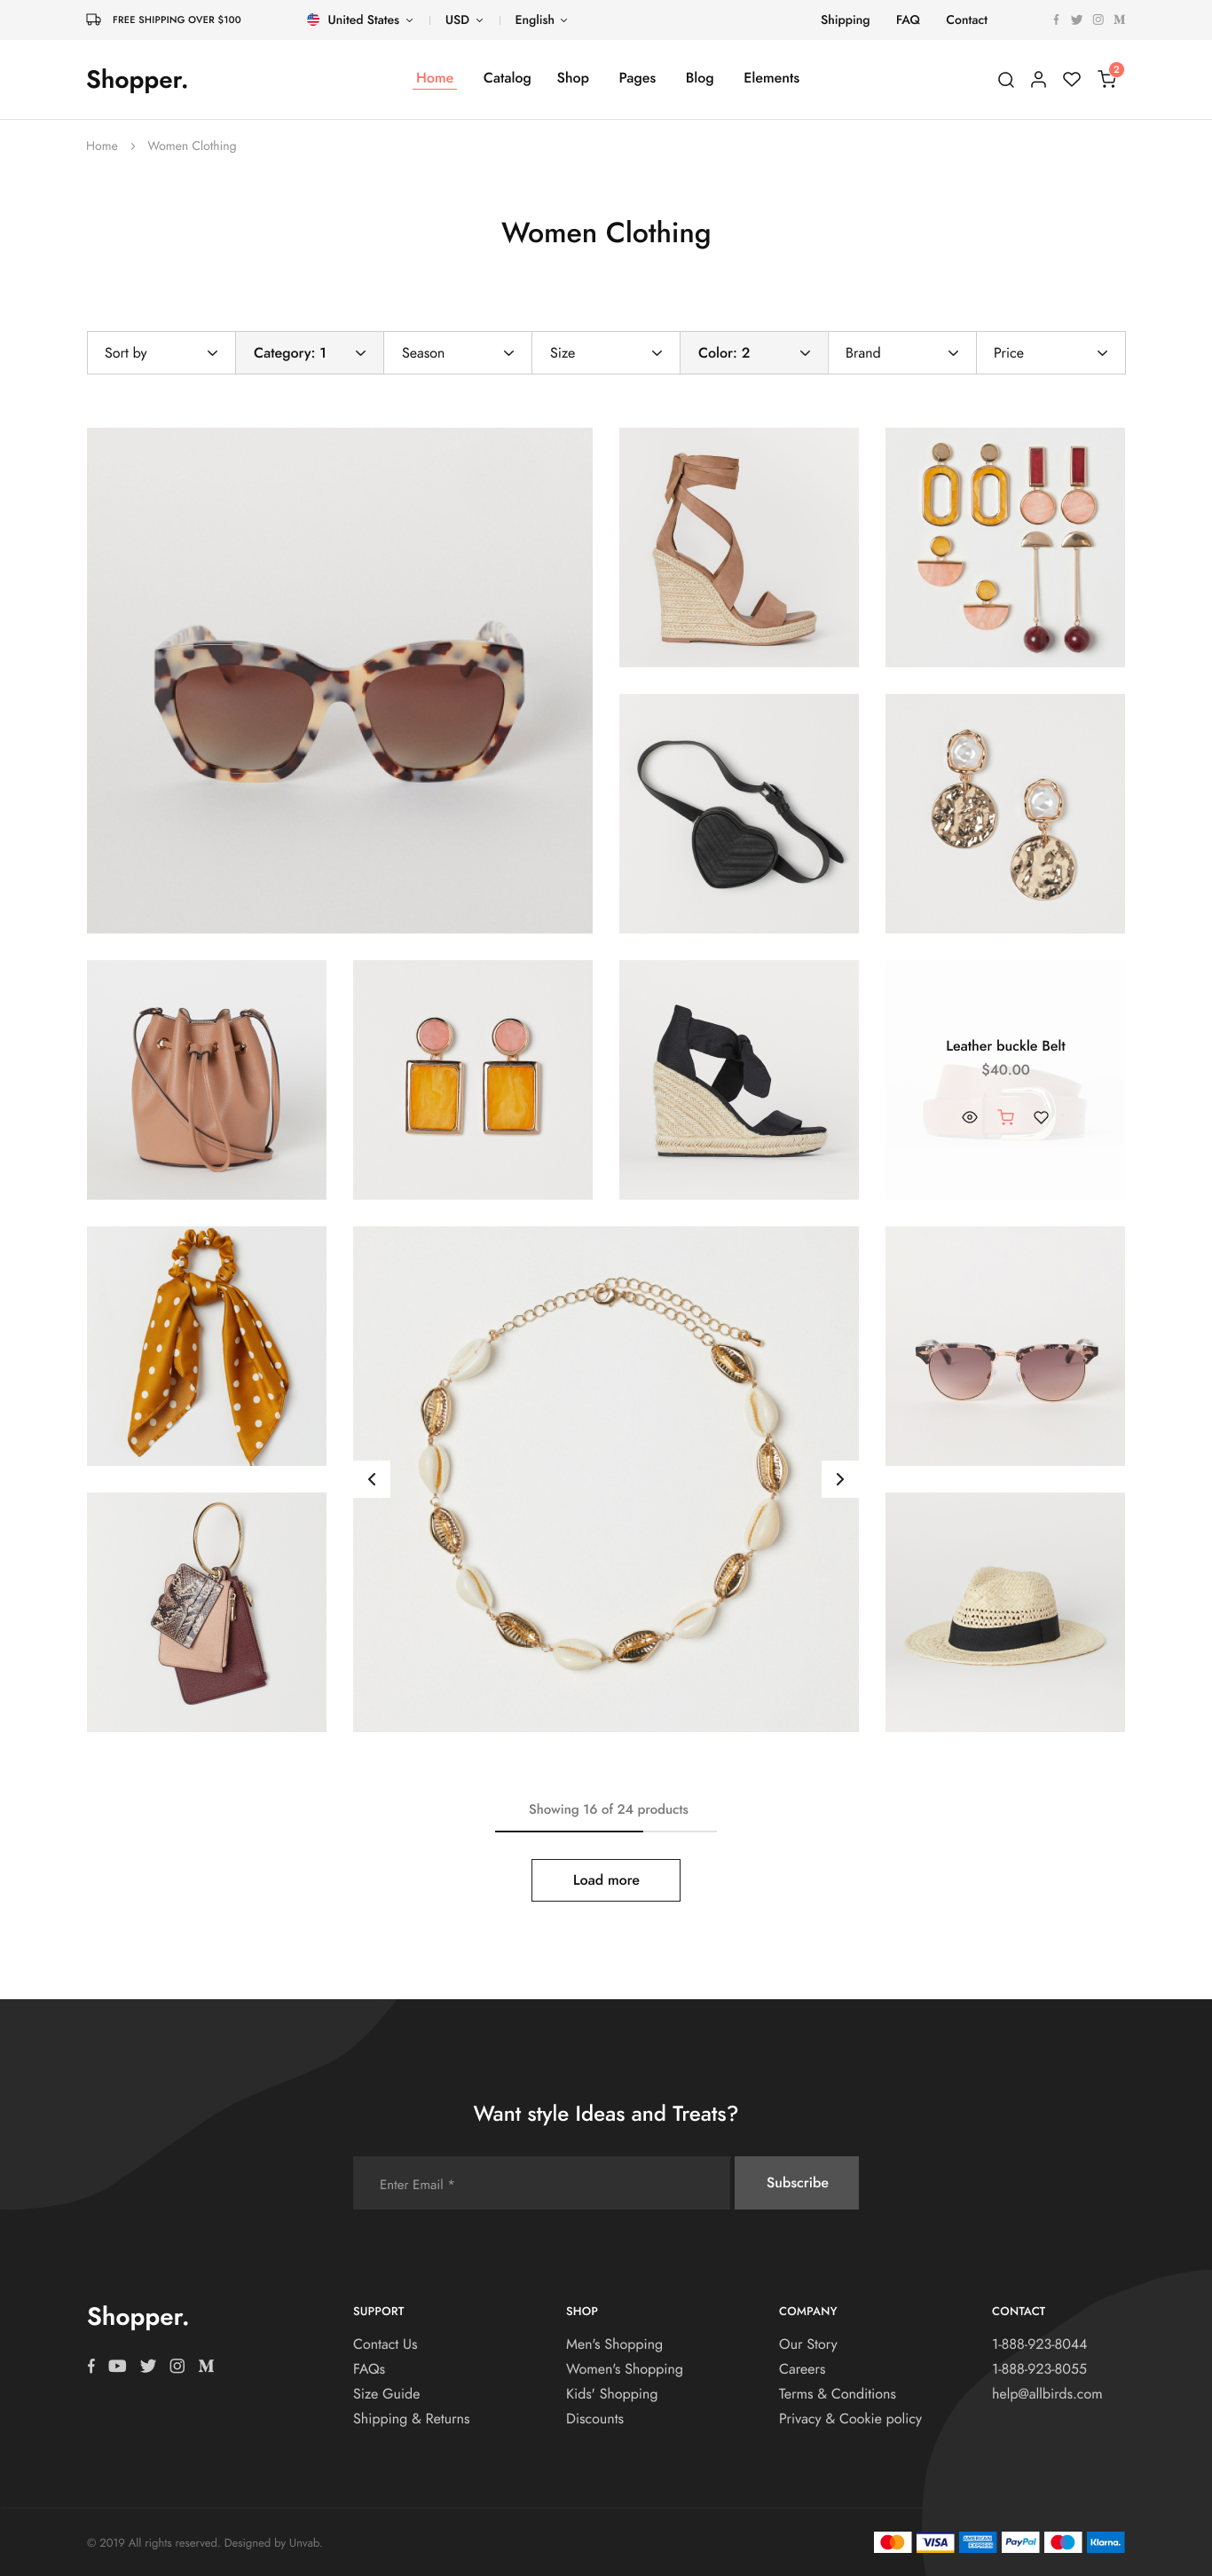 FREE SHIPPING OVER $100 United States USD English Shipping FAQ Contact
Shopper. Home Catalog Shop Pages Blog Elements 2
Home Women Clothing
Women Clothing
Sort by Category: 1 Season Size Color: 2 Brand Price
Leather buckle Belt
$40.00
Showing 16 of 24 products
Load more
Want style Ideas and Treats?
Enter Email * Subscribe
Shopper.
SUPPORT
Contact Us
FAQs
Size Guide
Shipping & Returns
SHOP
Men's Shopping
Women's Shopping
Kids' Shopping
Discounts
COMPANY
Our Story
Careers
Terms & Conditions
Privacy & Cookie policy
CONTACT
1-888-923-8044
1-888-923-8055
help@allbirds.com
© 2019 All rights reserved. Designed by Unvab.
VISA AMERICAN EXPRESS PayPal Klarna.